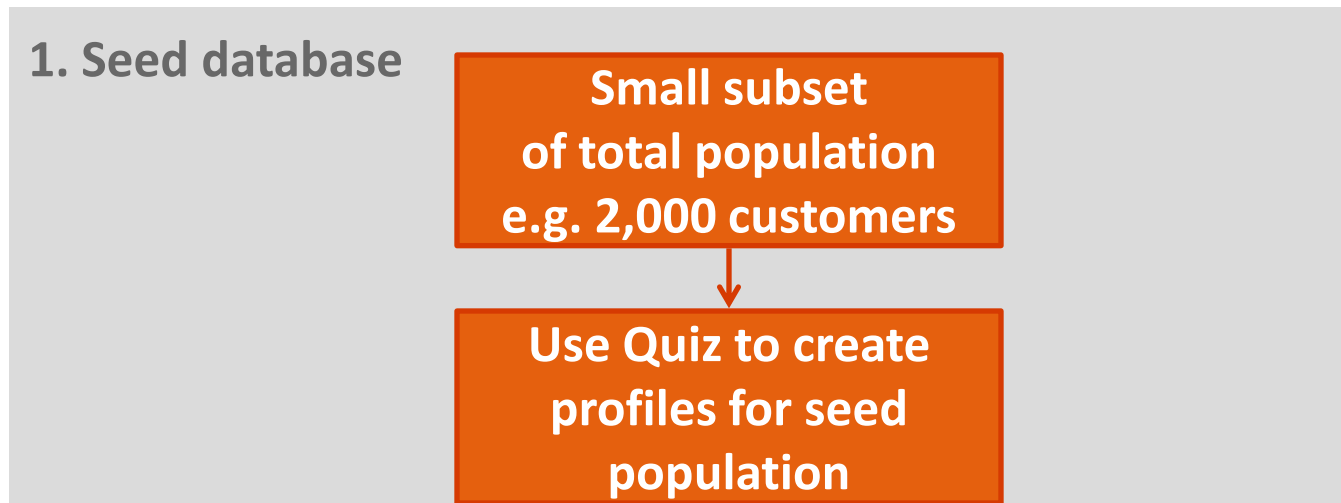 1. Seed database
Small subset
of total population
e.g. 2,000 customers
Use Quiz to create
profiles for seed
population